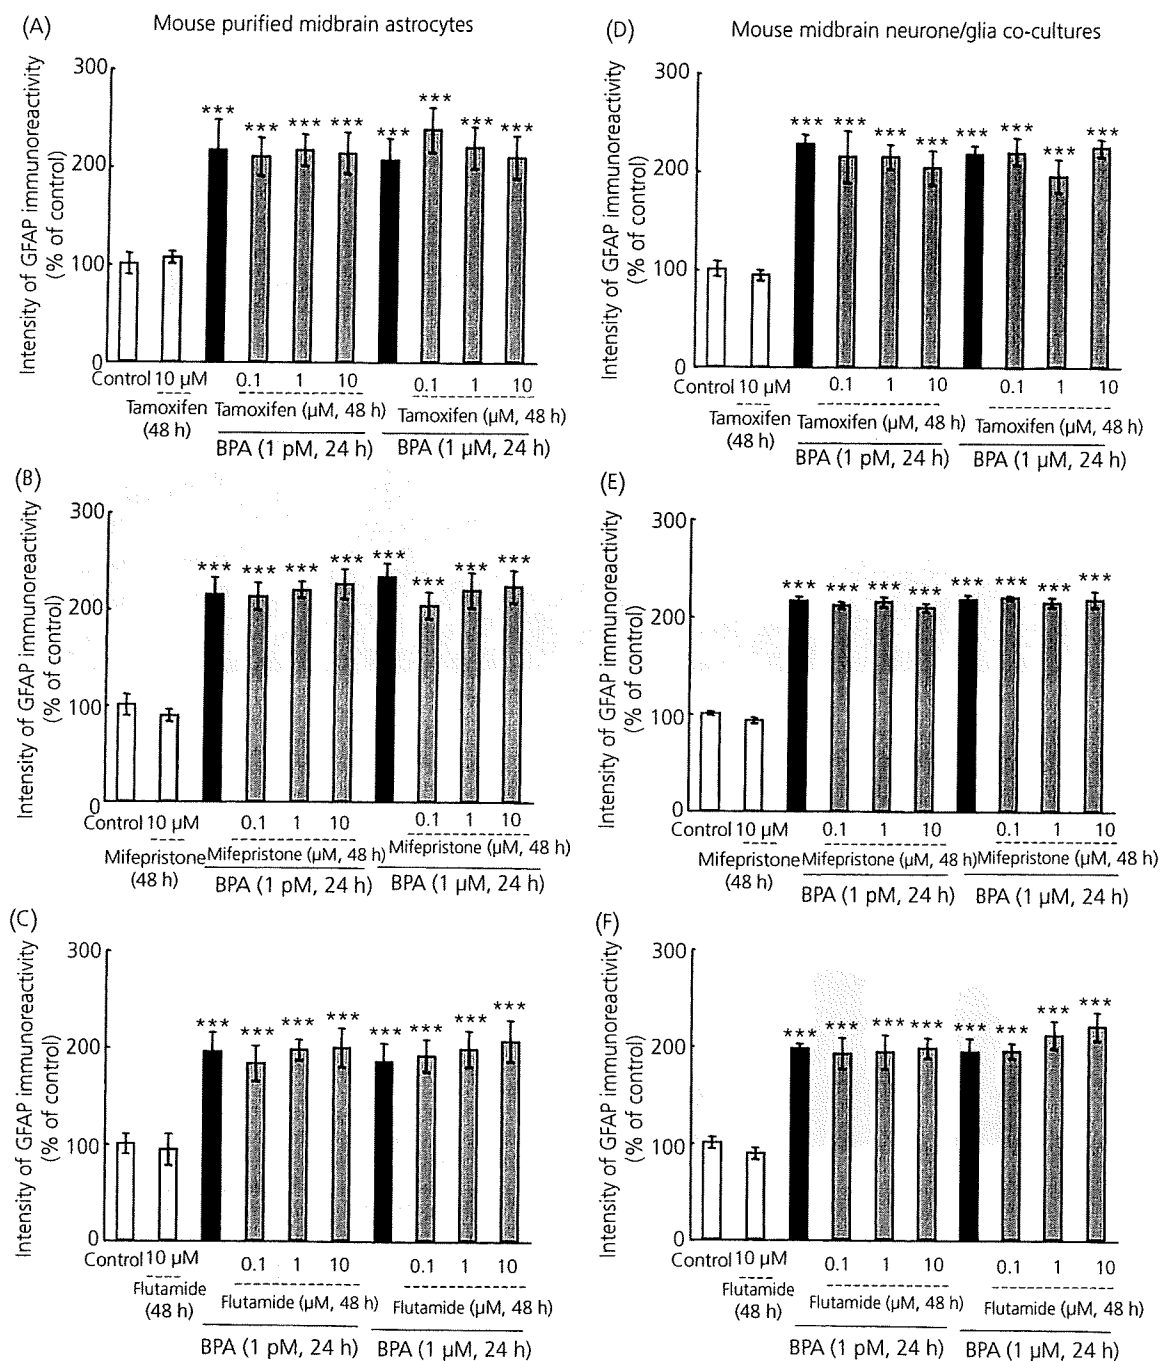 (A)
Mouse purified midbrain astrocytes
Intensity of GFAP immunoreactivity
(% of control)
300
200
100
0
*** *** *** *** *** *** *** ***
Control 10 µM 0.1 1 10 0.1 1 10
Tamoxifen Tamoxifen (µM, 48 h) Tamoxifen (µM, 48 h)
(48 h)
BPA (1 pM, 24 h) BPA (1 µM, 24 h)
(B)
Intensity of GFAP immunoreactivity
(% of control)
300
200
100
0
*** *** *** *** *** *** *** ***
Control 10 µM 0.1 1 10 0.1 1 10
Mifepristone Mifepristone (µM, 48 h) Mifepristone (µM, 48 h)
(48 h)
BPA (1 pM, 24 h) BPA (1 µM, 24 h)
(C)
Intensity of GFAP immunoreactivity
(% of control)
300
200
100
0
*** *** *** *** *** *** *** ***
Control 10 µM 0.1 1 10 0.1 1 10
Flutamide Flutamide (µM, 48 h) Flutamide (µM, 48 h)
(48 h)
BPA (1 pM, 24 h) BPA (1 µM, 24 h)
(D)
Mouse midbrain neurone/glia co-cultures
Intensity of GFAP immunoreactivity
(% of control)
300
200
100
0
*** *** *** *** *** *** *** ***
Control 10 µM 0.1 1 10 0.1 1 10
Tamoxifen Tamoxifen (µM, 48 h) Tamoxifen (µM, 48 h)
(48 h)
BPA (1 pM, 24 h) BPA (1 µM, 24 h)
(E)
Intensity of GFAP immunoreactivity
(% of control)
300
200
100
0
*** *** *** *** *** *** *** ***
Control 10 µM 0.1 1 10 0.1 1 10
Mifepristone Mifepristone (µM, 48 h) Mifepristone (µM, 48 h)
(48 h)
BPA (1 pM, 24 h) BPA (1 µM, 24 h)
(F)
Intensity of GFAP immunoreactivity
(% of control)
300
200
100
0
*** *** *** *** *** *** *** ***
Control 10 µM 0.1 1 10 0.1 1 10
Flutamide Flutamide (µM, 48 h) Flutamide (µM, 48 h)
(48 h)
BPA (1 pM, 24 h) BPA (1 µM, 24 h)